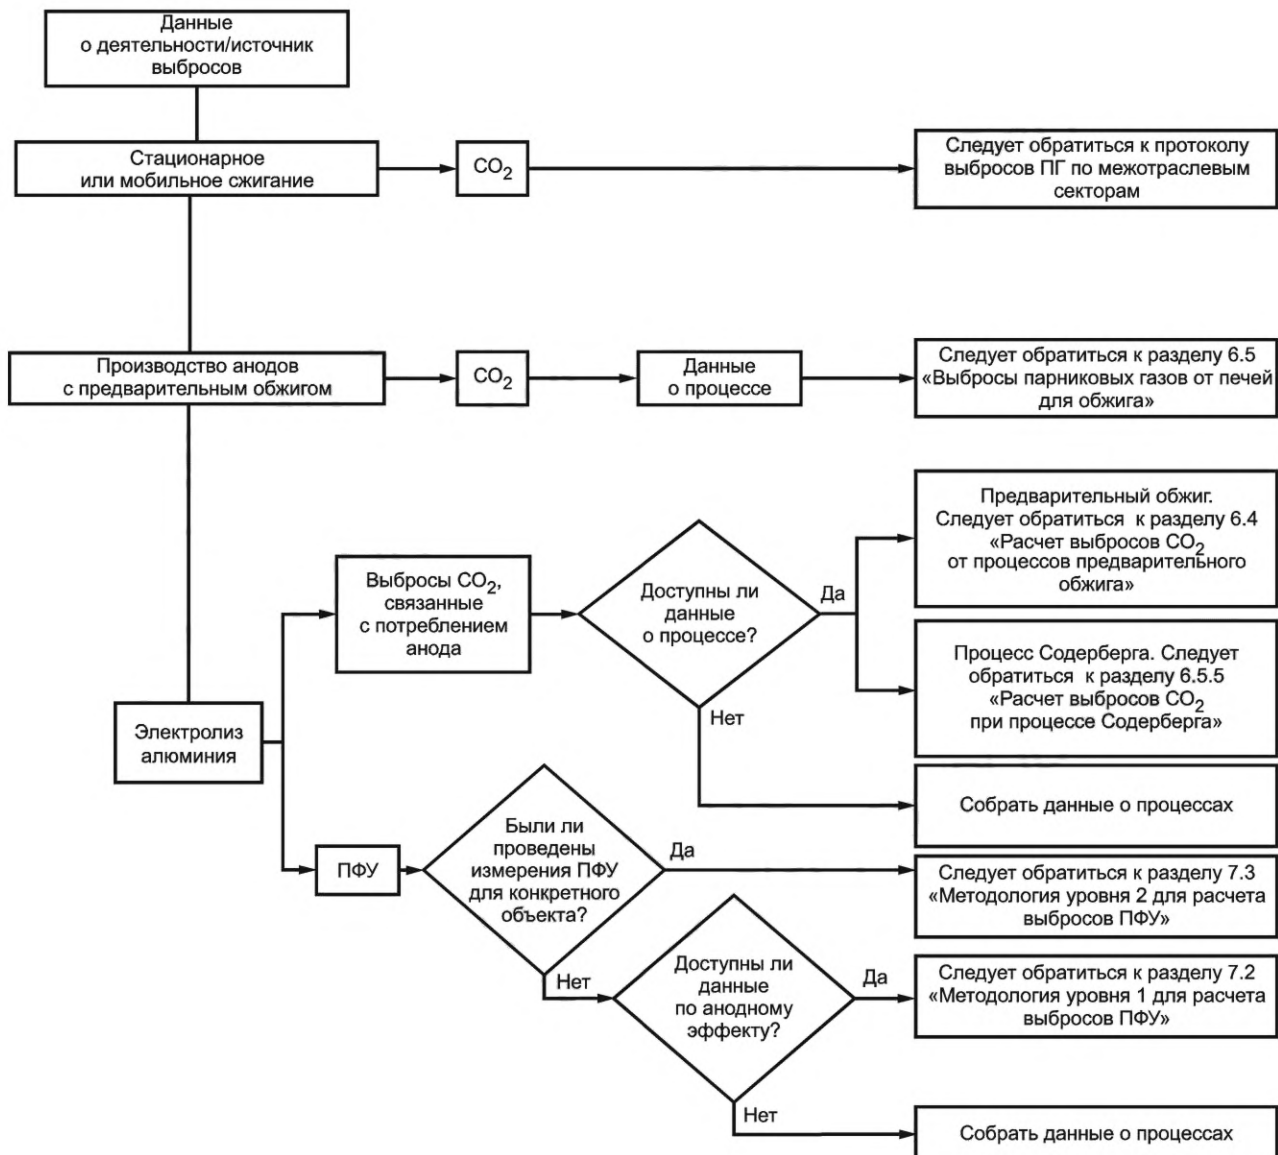 Данные
о деятельности/источник
выбросов
Стационарное
или мобильное сжигание
CO2
Следует обратиться к протоколу
выбросов ПГ по межотраслевым
секторам
Производство анодов
с предварительным обжигом
CO2
Данные
о процессе
Следует обратиться к разделу 6.5
«Выбросы парниковых газов от печей
для обжига»
Электролиз
алюминия
Выбросы CO2,
связанные
с потреблением
анода
Доступны ли
данные
о процессе?
Да
Предварительный обжиг.
Следует обратиться к разделу 6.4
«Расчет выбросов CO2
от процессов предварительного
обжига»
Процесс Содерберга. Следует
обратиться к разделу 6.5.5
«Расчет выбросов CO2
при процессе Содерберга»
Нет
Собрать данные о процессах
ПФУ
Были ли
проведены
измерения ПФУ
для конкретного
объекта?
Да
Следует обратиться к разделу 7.3
«Методология уровня 2 для расчета
выбросов ПФУ»
Нет
Доступны ли
данные
по анодному
эффекту?
Да
Следует обратиться к разделу 7.2
«Методология уровня 1 для расчета
выбросов ПФУ»
Нет
Собрать данные о процессах